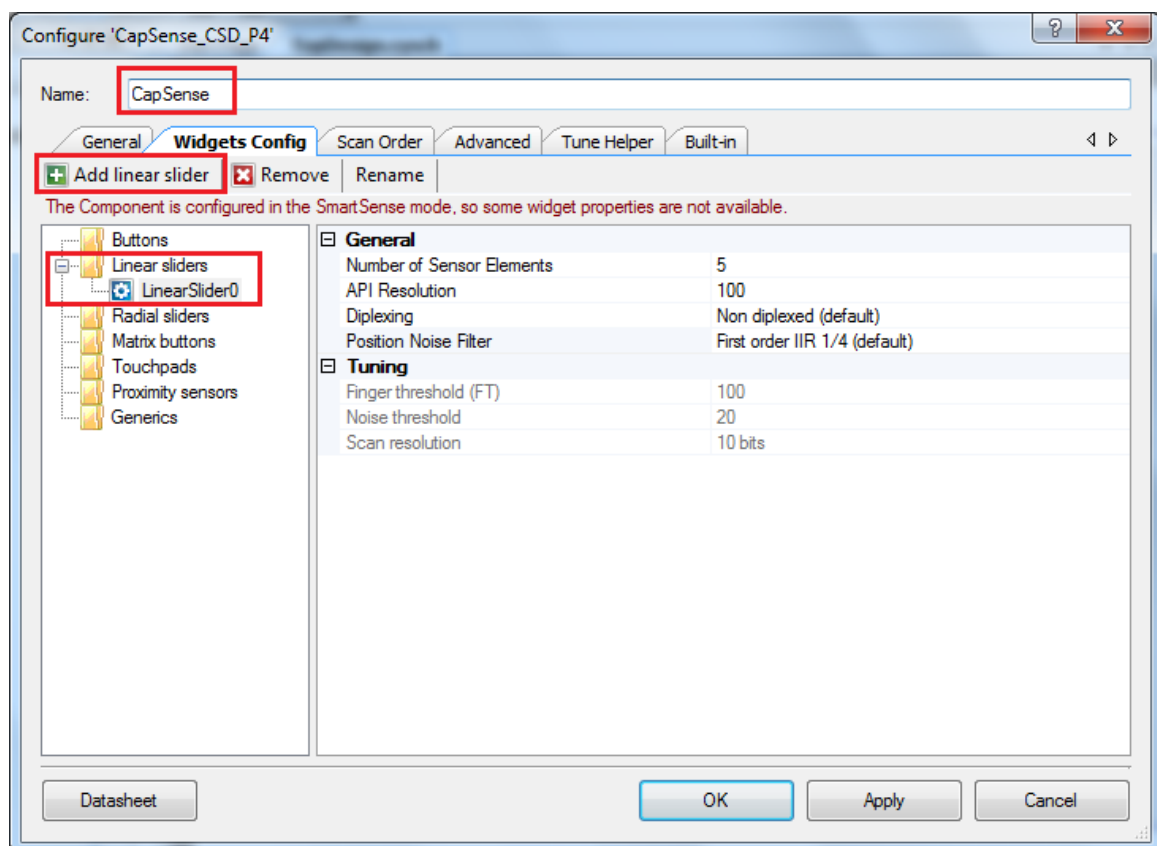 Configure 'CapSense_CSD_P4'
Name: CapSense
General Widgets Config Scan Order Advanced Tune Helper Built-in
Add linear slider Remove Rename
The Component is configured in the SmartSense mode, so some widget properties are not available.
Buttons
Linear sliders
LinearSlider0
Radial sliders
Matrix buttons
Touchpads
Proximity sensors
Generics
General
Number of Sensor Elements 5
API Resolution 100
Diplexing Non diplexed (default)
Position Noise Filter First order IIR 1/4 (default)
Tuning
Finger threshold (FT) 100
Noise threshold 20
Scan resolution 10 bits
Datasheet OK Apply Cancel